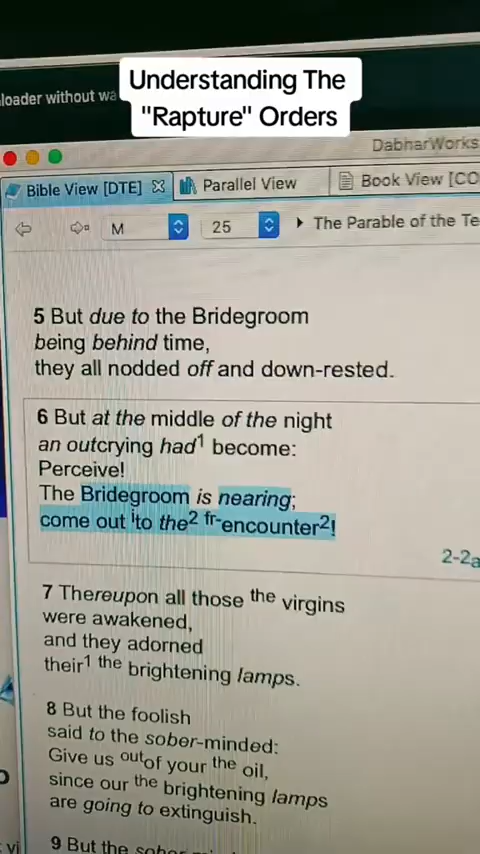 Understanding The
"Rapture" Orders
loader without wa
DabharWorks
Bible View [DTE]
Parallel View
Book View [CO
M
25
The Parable of the Te
5 But due to the Bridegroom
being behind time,
they all nodded off and down-rested.
6 But at the middle of the night
an outcrying had¹ become:
Perceive!
The Bridegroom is nearing;
come out ⁱto the² ᶠʳ⁻encounter²!
2-2a
7 Thereupon all those the virgins
were awakened,
and they adorned
their¹ the brightening lamps.
8 But the foolish
said to the sober-minded:
Give us out of your the oil,
since our the brightening lamps
are going to extinguish.
9 But the sober-mind